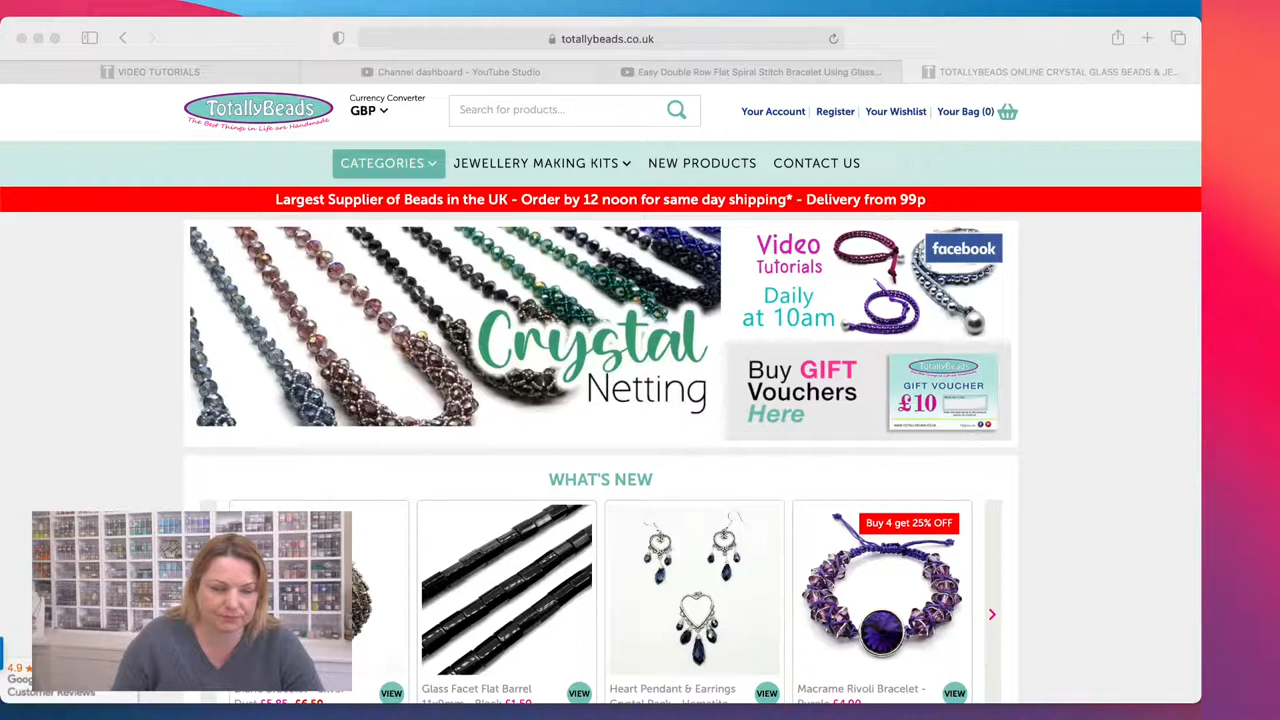 totallybeads.co.uk
VIDEO TUTORIALS
Channel dashboard - YouTube Studio
Easy Double Row Flat Spiral Stitch Bracelet Using Glass...
TOTALLYBEADS ONLINE CRYSTAL GLASS BEADS & JE...
TotallyBeads
The Best Things in Life are Handmade
Currency Converter
GBP
Search for products...
Your Account
Register
Your Wishlist
Your Bag (0)
CATEGORIES
JEWELLERY MAKING KITS
NEW PRODUCTS
CONTACT US
Largest Supplier of Beads in the UK - Order by 12 noon for same day shipping* - Delivery from 99p
Crystal
Netting
Video
Tutorials
Daily
at 10am
facebook
Buy GIFT
Vouchers
Here
TotallyBeads
GIFT VOUCHER
£10
WHAT'S NEW
Buy 4 get 25% OFF
4.9
Customer Reviews
VIEW
Glass Facet Flat Barrel
£1.50
VIEW
Heart Pendant & Earrings
VIEW
Macrame Rivoli Bracelet -
VIEW